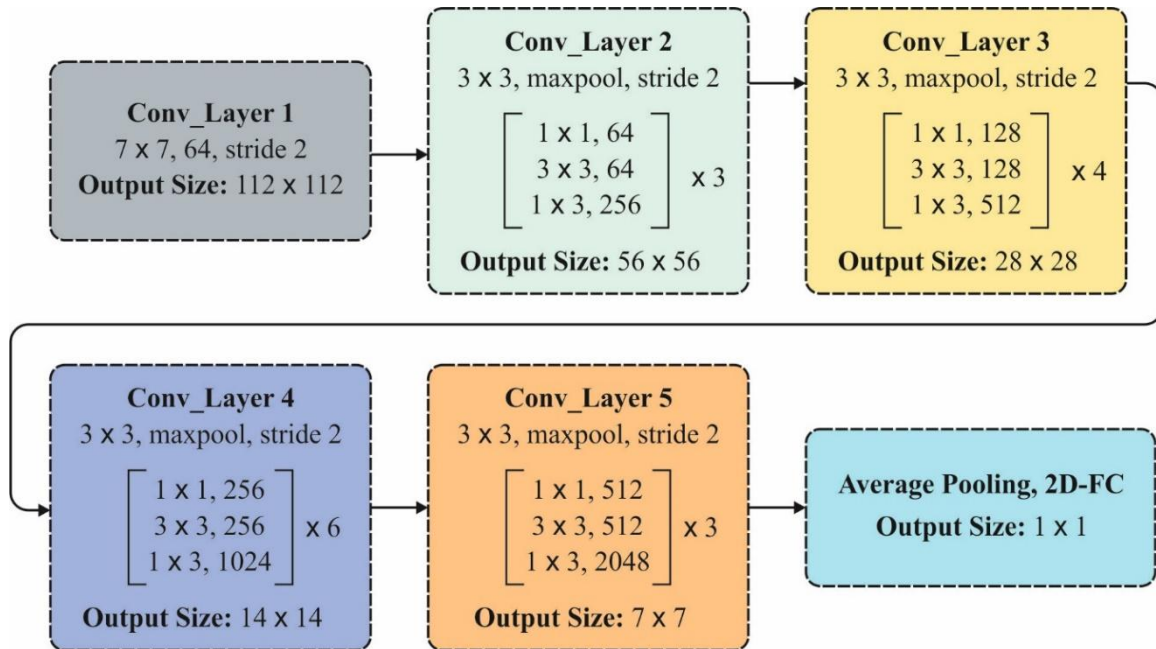 Conv_Layer 1
7 x 7, 64, stride 2
Output Size: 112 x 112
Conv_Layer 2
3 x 3, maxpool, stride 2
1 x 1, 64
3 x 3, 64
1 x 3, 256
x 3
Output Size: 56 x 56
Conv_Layer 3
3 x 3, maxpool, stride 2
1 x 1, 128
3 x 3, 128
1 x 3, 512
x 4
Output Size: 28 x 28
Conv_Layer 4
3 x 3, maxpool, stride 2
1 x 1, 256
3 x 3, 256
1 x 3, 1024
x 6
Output Size: 14 x 14
Conv_Layer 5
3 x 3, maxpool, stride 2
1 x 1, 512
3 x 3, 512
1 x 3, 2048
x 3
Output Size: 7 x 7
Average Pooling, 2D-FC
Output Size: 1 x 1